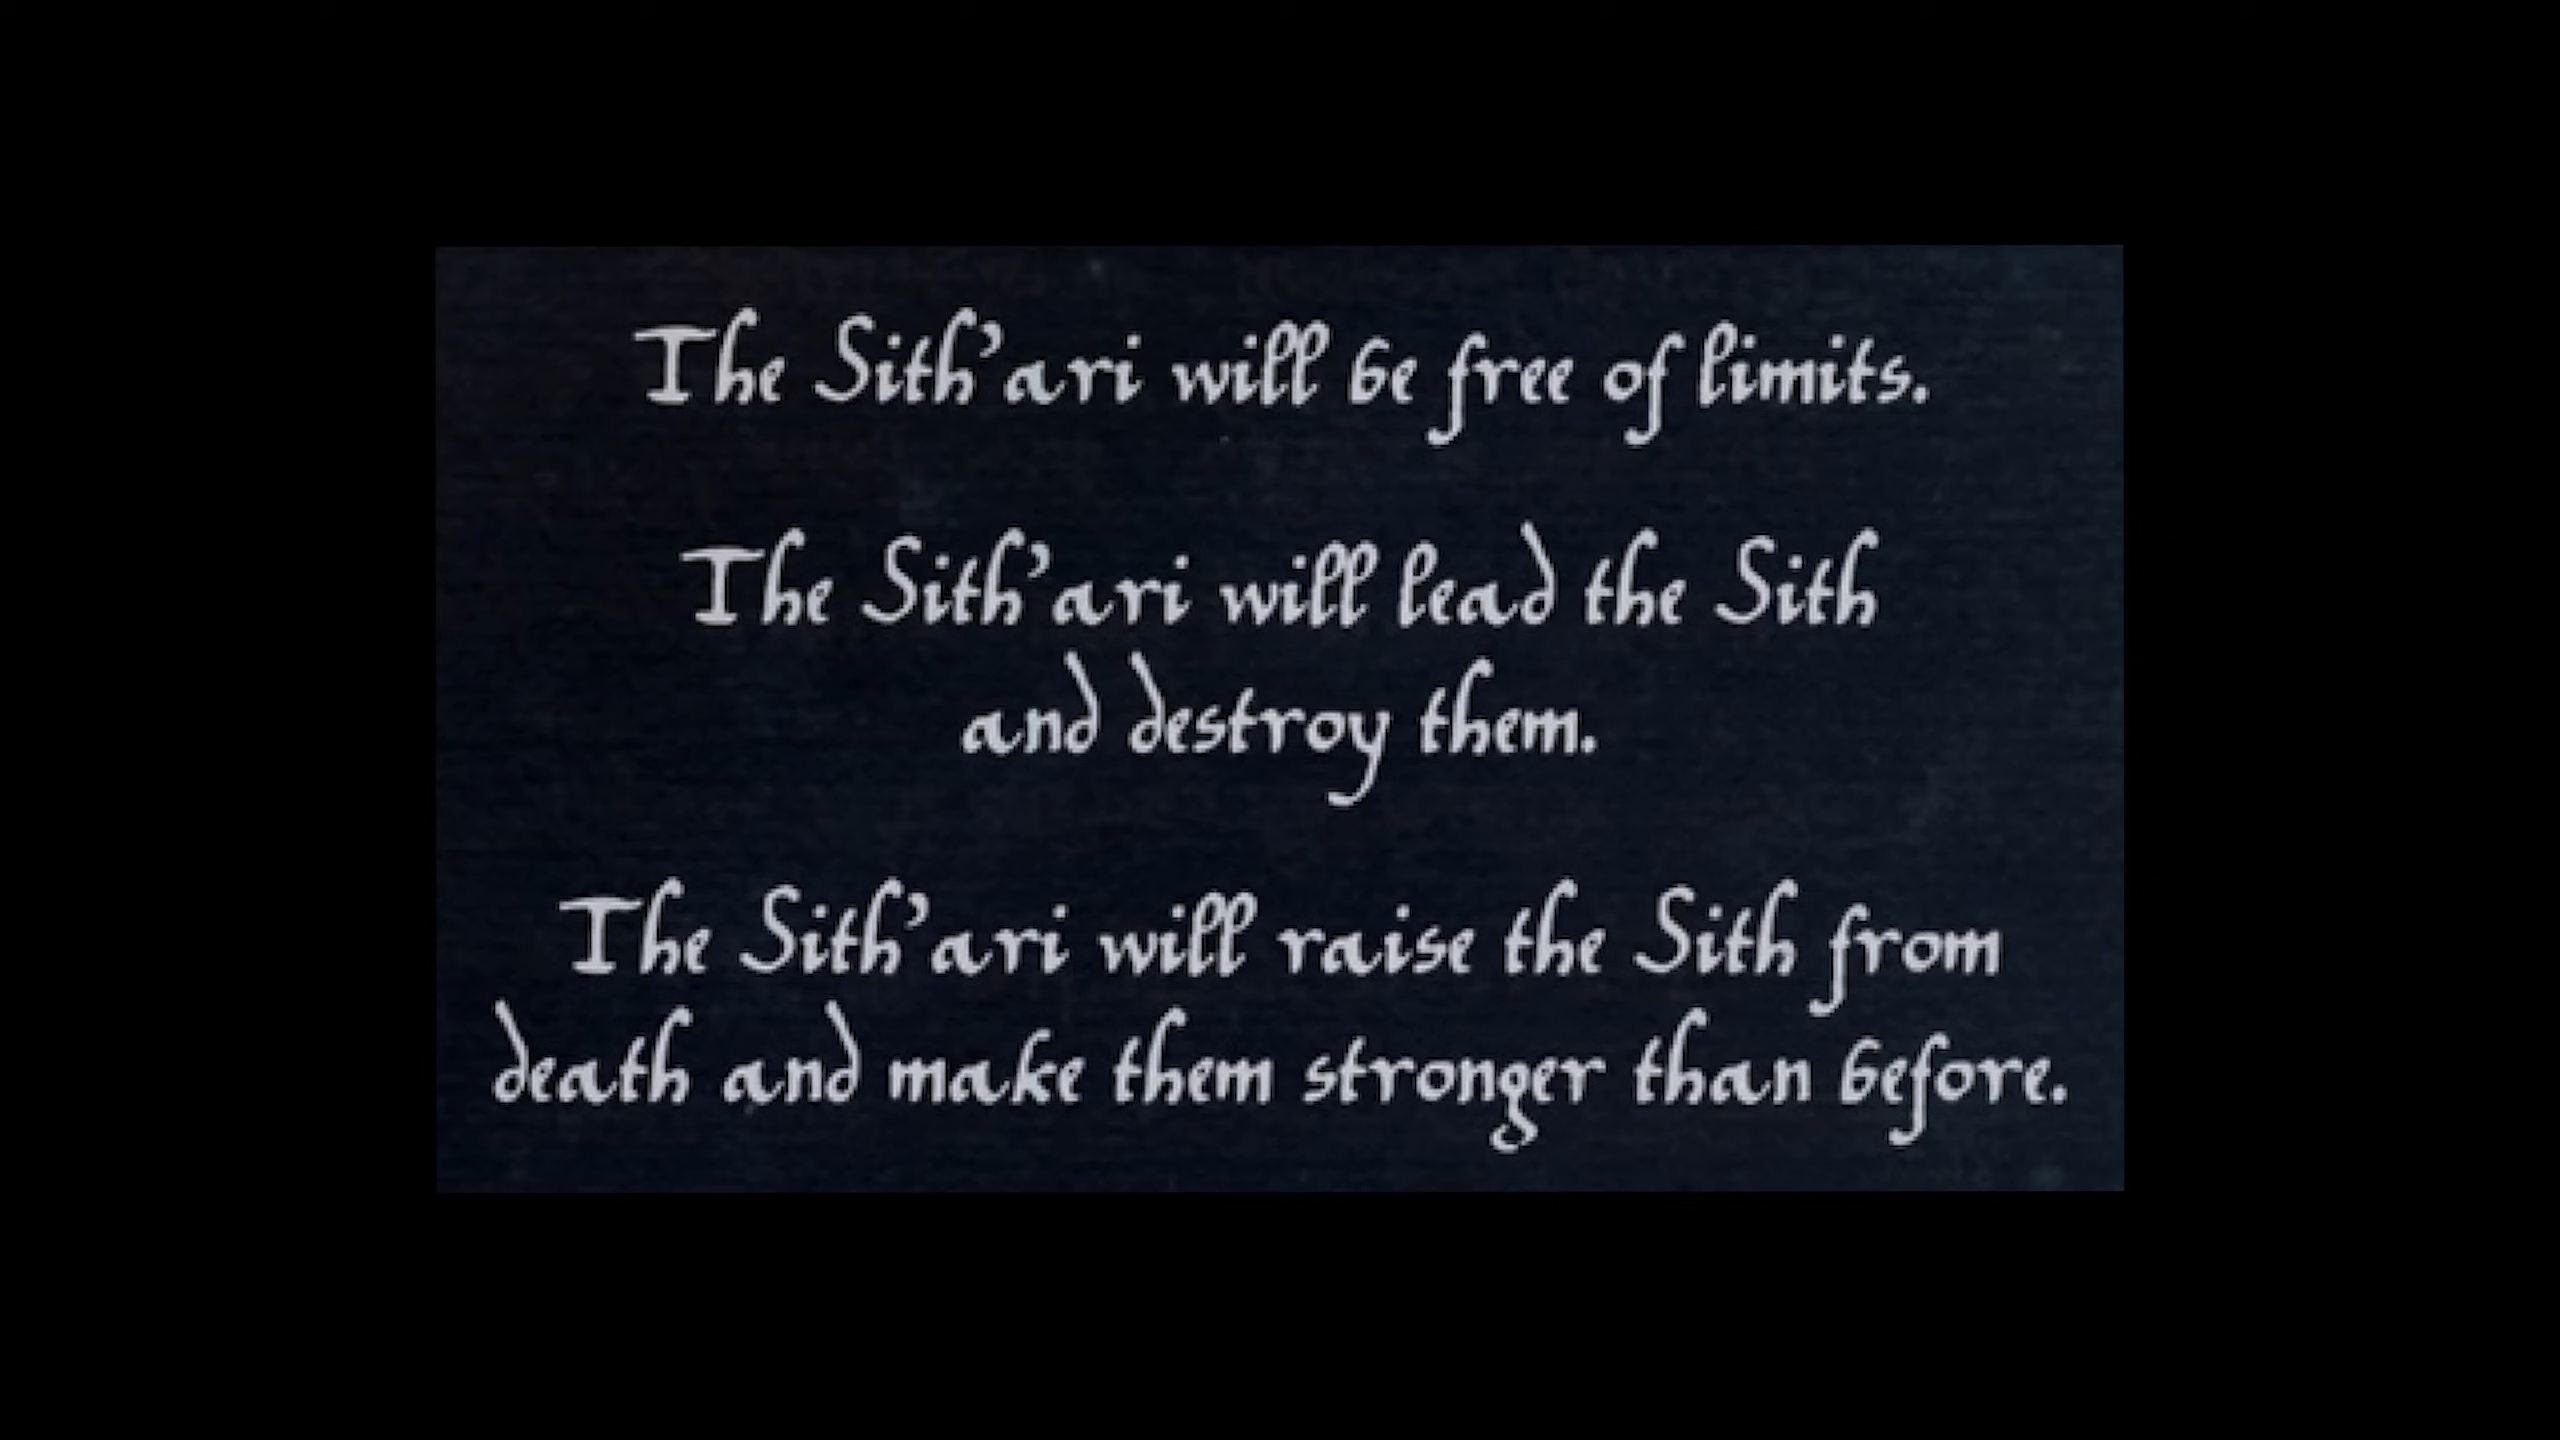 The Sith'ari will be free of limits.
The Sith'ari will lead the Sith
and destroy them.
The Sith'ari will raise the Sith from
death and make them stronger than before.